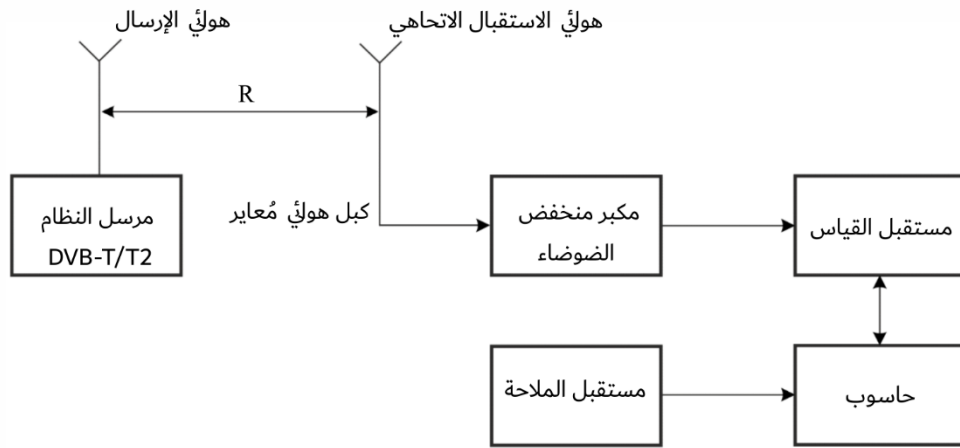 هوائي الإرسال
هوائي الاستقبال الاتجاهي
R
مرسل النظام
DVB-T/T2
كبل هوائي مُعاير
مكبر منخفض
الضوضاء
مستقبل القياس
مستقبل الملاحة
حاسوب